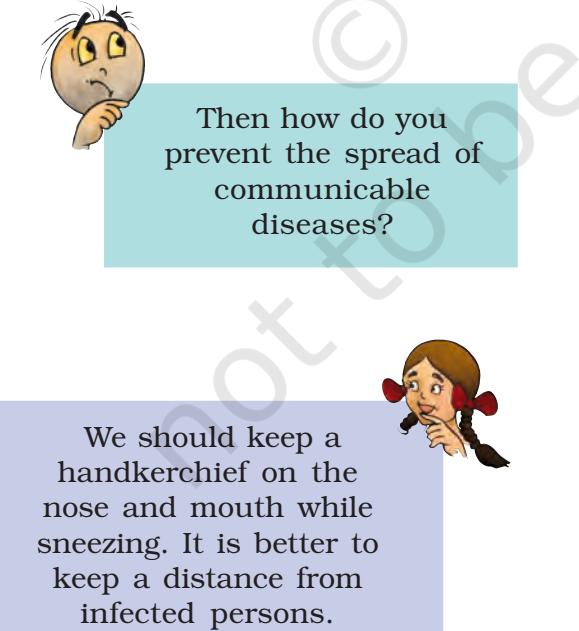 Then how do you
prevent the spread of
communicable
diseases?
We should keep a
handkerchief on the
nose and mouth while
sneezing. It is better to
keep a distance from
infected persons.
©
not to be